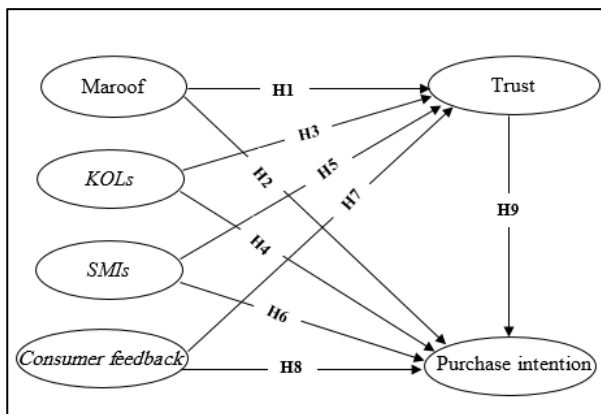 Maroof
H1
Trust
H3
KOLs
H2
H5
H7
H9
H4
SMIs
H6
Consumer feedback
H8
Purchase intention